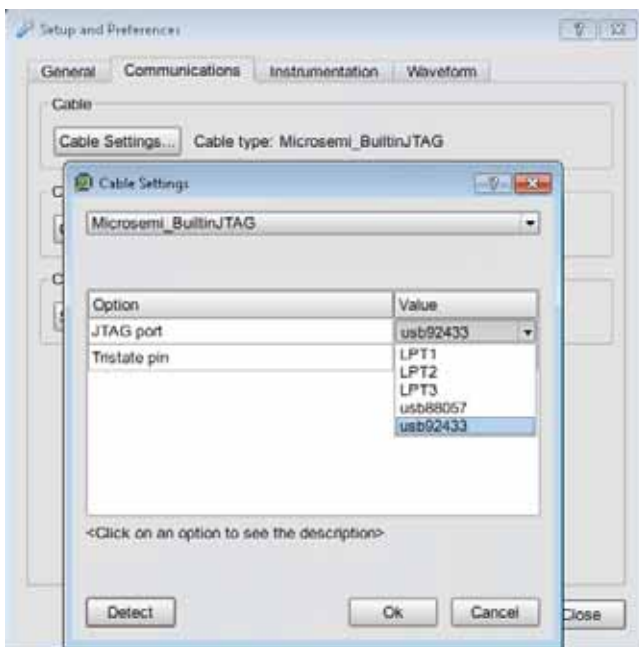 Setup and Preferences
General Communications Instrumentation Waveform
Cable
Cable Settings... Cable type: Microsemi_BuiltinJTAG
Cable Settings
Microsemi_BuiltinJTAG
Option Value
JTAG port usb92433
Tristate pin
LPT1
LPT2
LPT3
usb88057
usb92433
<Click on an option to see the description>
Detect Ok Cancel Close